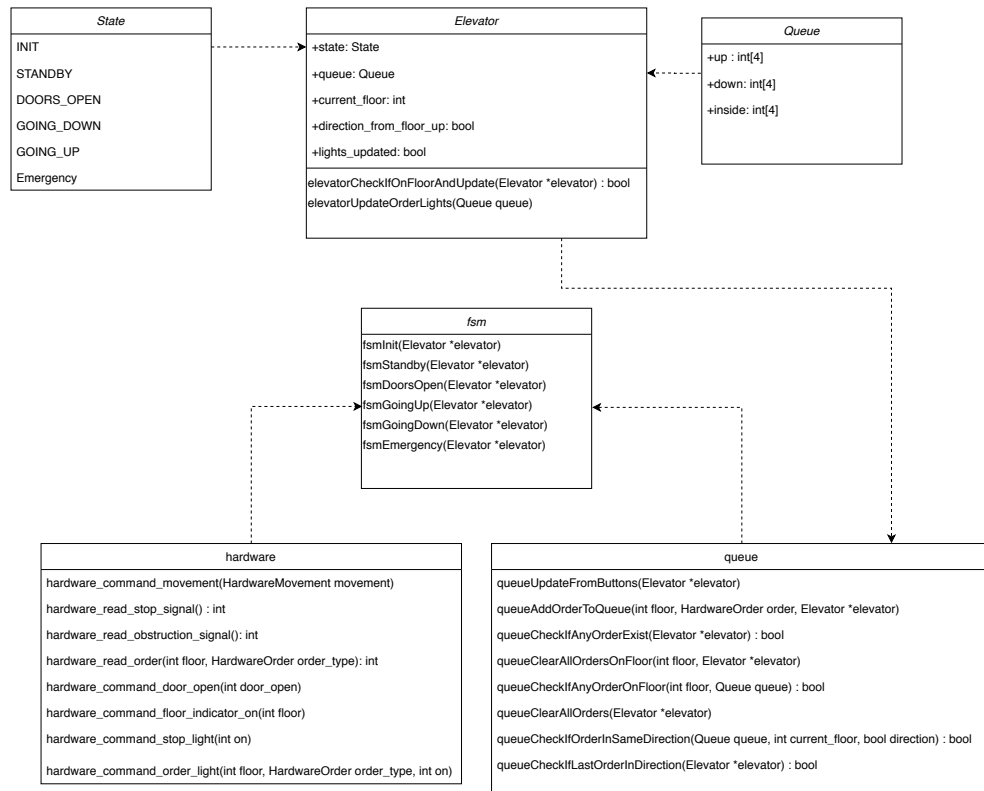 State
INIT
STANDBY
DOORS_OPEN
GOING_DOWN
GOING_UP
Emergency
Elevator
+state: State
+queue: Queue
+current_floor: int
+direction_from_floor_up: bool
+lights_updated: bool
elevatorCheckIfOnFloorAndUpdate(Elevator *elevator) : bool
elevatorUpdateOrderLights(Queue queue)
Queue
+up : int[4]
+down: int[4]
+inside: int[4]
fsm
fsmInit(Elevator *elevator)
fsmStandby(Elevator *elevator)
fsmDoorsOpen(Elevator *elevator)
fsmGoingUp(Elevator *elevator)
fsmGoingDown(Elevator *elevator)
fsmEmergency(Elevator *elevator)
hardware
hardware_command_movement(HardwareMovement movement)
hardware_read_stop_signal() : int
hardware_read_obstruction_signal(): int
hardware_read_order(int floor, HardwareOrder order_type): int
hardware_command_door_open(int door_open)
hardware_command_floor_indicator_on(int floor)
hardware_command_stop_light(int on)
hardware_command_order_light(int floor, HardwareOrder order_type, int on)
queue
queueUpdateFromButtons(Elevator *elevator)
queueAddOrderToQueue(int floor, HardwareOrder order, Elevator *elevator)
queueCheckIfAnyOrderExist(Elevator *elevator) : bool
queueClearAllOrdersOnFloor(int floor, Elevator *elevator)
queueCheckIfAnyOrderOnFloor(int floor, Queue queue) : bool
queueClearAllOrders(Elevator *elevator)
queueCheckIfOrderInSameDirection(Queue queue, int current_floor, bool direction) : bool
queueCheckIfLastOrderInDirection(Elevator *elevator) : bool